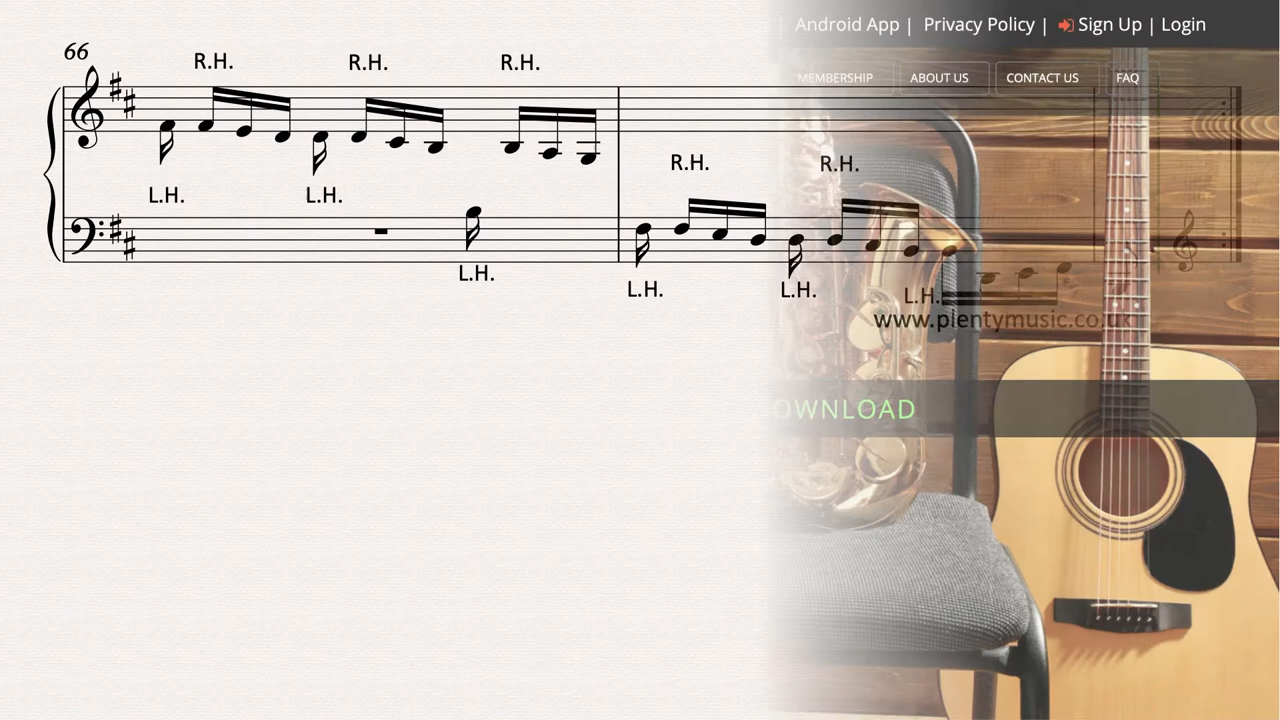 Android App | Privacy Policy | Sign Up | Login
66
R.H. R.H. R.H.
MEMBERSHIP ABOUT US CONTACT US FAQ
R.H. R.H.
L.H. L.H.
L.H.
L.H. L.H. L.H.
www.plentymusic.co.uk
OWNLOAD